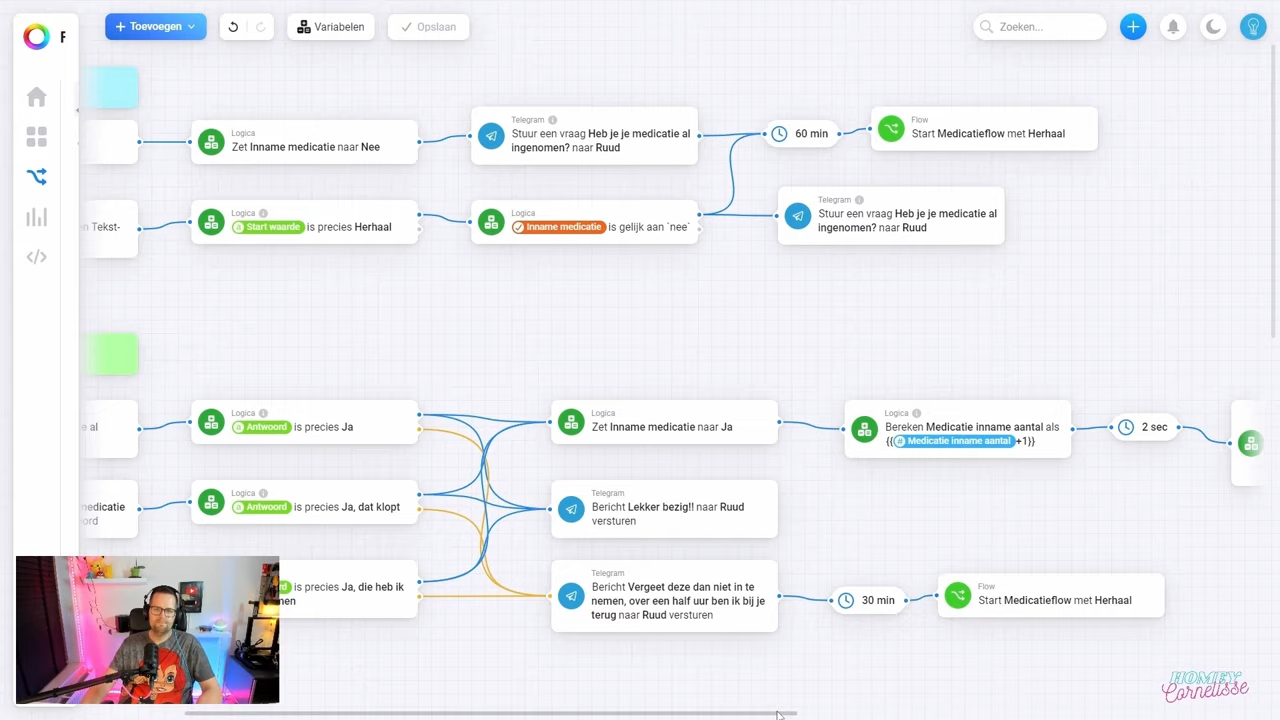 F
Toevoegen
Variabelen
Opslaan
Zoeken...
Logica
Zet Inname medicatie naar Nee
Telegram
Stuur een vraag Heb je je medicatie al
ingenomen? naar Ruud
60 min
Flow
Start Medicatieflow met Herhaal
n Tekst-
Logica
Start waarde is precies Herhaal
Logica
Inname medicatie is gelijk aan `nee`
Telegram
Stuur een vraag Heb je je medicatie al
ingenomen? naar Ruud
e al
Logica
Antwoord is precies Ja
Logica
Zet Inname medicatie naar Ja
Logica
Bereken Medicatie inname aantal als
{{# Medicatie inname aantal+1}}
2 sec
nedicatie
ord
Logica
Antwoord is precies Ja, dat klopt
Telegram
Bericht Lekker bezig!! naar Ruud
versturen
rd is precies Ja, die heb ik
nen
Telegram
Bericht Vergeet deze dan niet in te
nemen, over een half uur ben ik bij je
terug naar Ruud versturen
30 min
Flow
Start Medicatieflow met Herhaal
HOMEY
Cornelisse